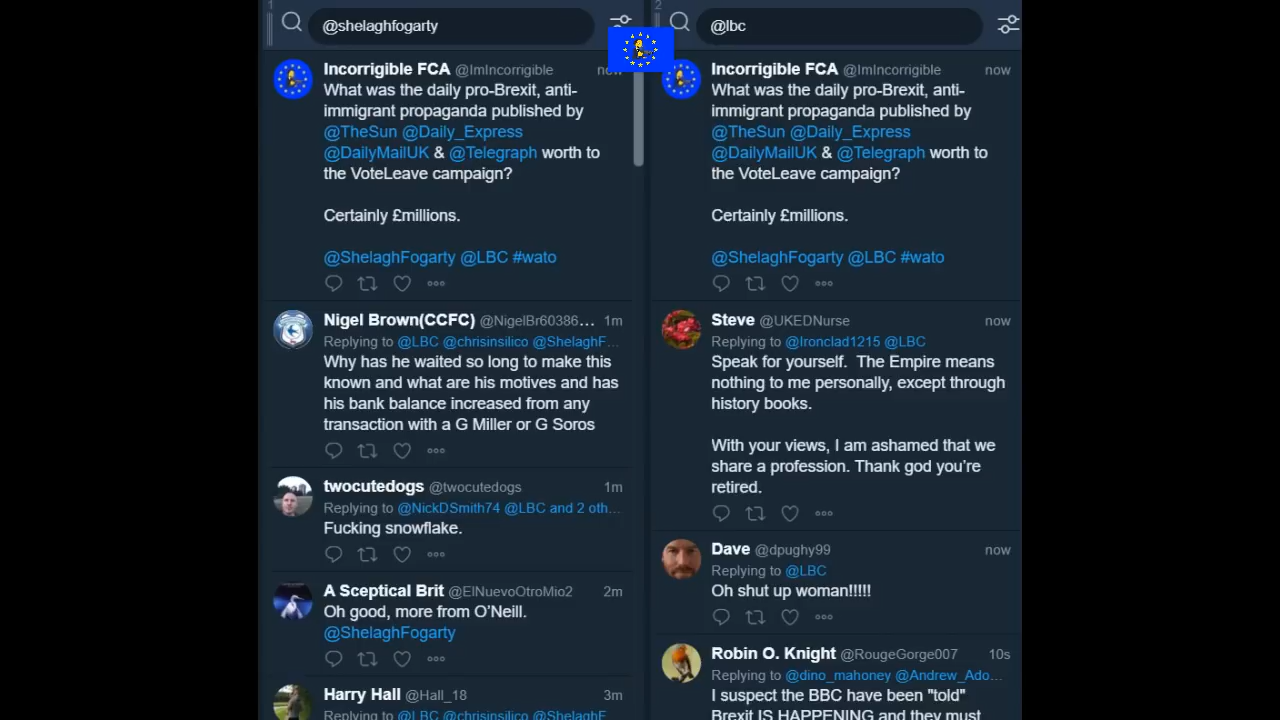 1
@shelaghfogarty
Incorrigible FCA @ImIncorrigible now
What was the daily pro-Brexit, anti-
immigrant propaganda published by
@TheSun @Daily_Express
@DailyMailUK & @Telegraph worth to
the VoteLeave campaign?
Certainly £millions.
@ShelaghFogarty @LBC #wato
Nigel Brown(CCFC) @NigelBr60386... 1m
Replying to @LBC @chrisinsilico @ShelaghF...
Why has he waited so long to make this
known and what are his motives and has
his bank balance increased from any
transaction with a G Miller or G Soros
twocutedogs @twocutedogs 1m
Replying to @NickDSmith74 @LBC and 2 oth...
Fucking snowflake.
A Sceptical Brit @ElNuevoOtroMio2 2m
Oh good, more from O’Neill.
@ShelaghFogarty
Harry Hall @Hall_18 3m
Replying to @LBC @chrisinsilico @ShelaghF...
2
@lbc
Incorrigible FCA @ImIncorrigible now
What was the daily pro-Brexit, anti-
immigrant propaganda published by
@TheSun @Daily_Express
@DailyMailUK & @Telegraph worth to
the VoteLeave campaign?
Certainly £millions.
@ShelaghFogarty @LBC #wato
Steve @UKEDNurse now
Replying to @Ironclad1215 @LBC
Speak for yourself. The Empire means
nothing to me personally, except through
history books.
With your views, I am ashamed that we
share a profession. Thank god you’re
retired.
Dave @dpughy99 now
Replying to @LBC
Oh shut up woman!!!!!
Robin O. Knight @RougeGorge007 10s
Replying to @dino_mahoney @Andrew_Ado...
I suspect the BBC have been "told"
Brexit IS HAPPENING and they must